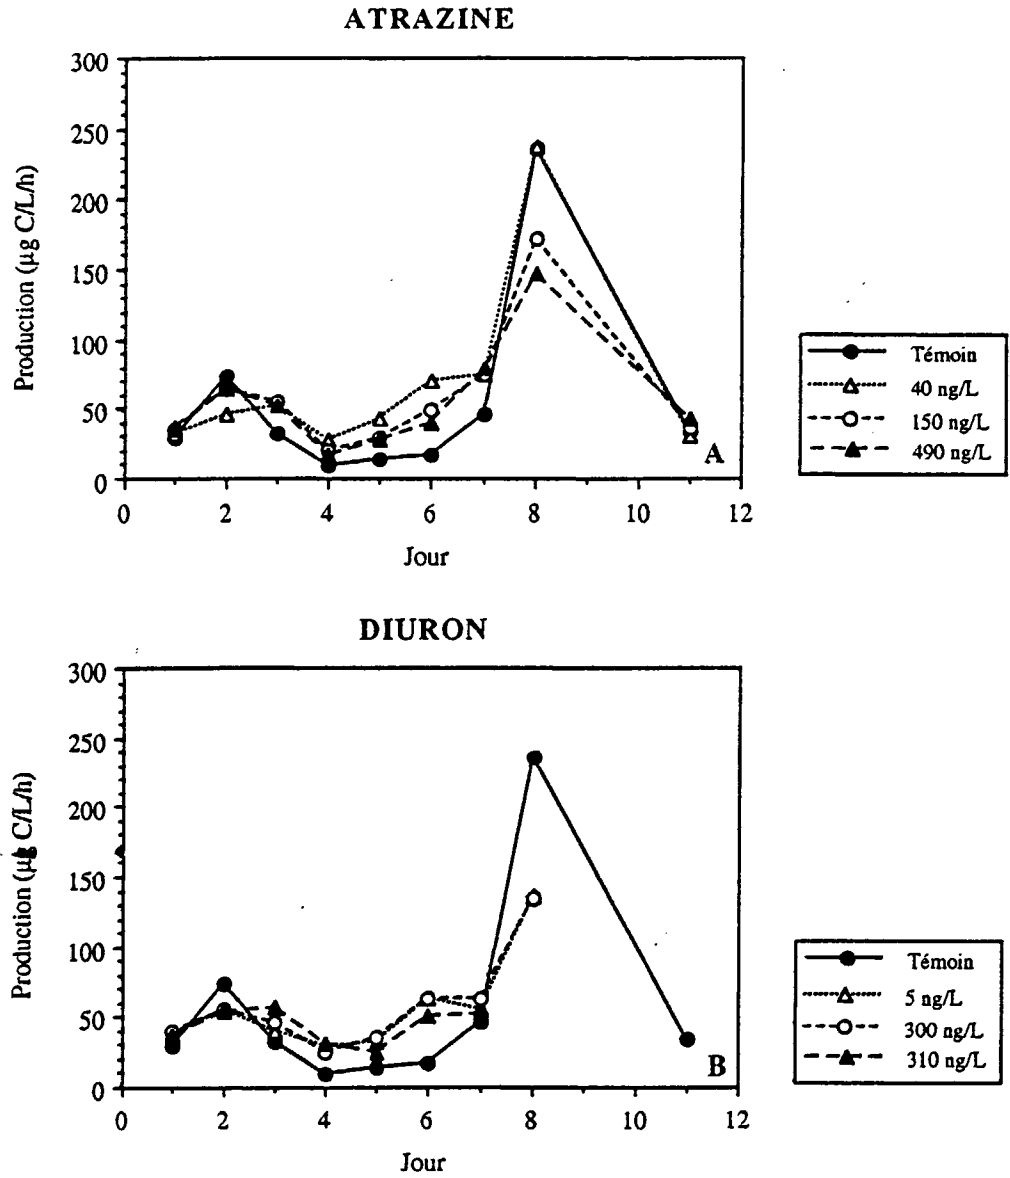 ATRAZINE
300
250
200
150
100
50
0
0 2 4 6 8 10 12
Production (µg C/L/h)
Jour
A
Témoin
40 ng/L
150 ng/L
490 ng/L
DIURON
300
250
200
150
100
50
0
0 2 4 6 8 10 12
Production (µg C/L/h)
Jour
B
Témoin
5 ng/L
300 ng/L
310 ng/L